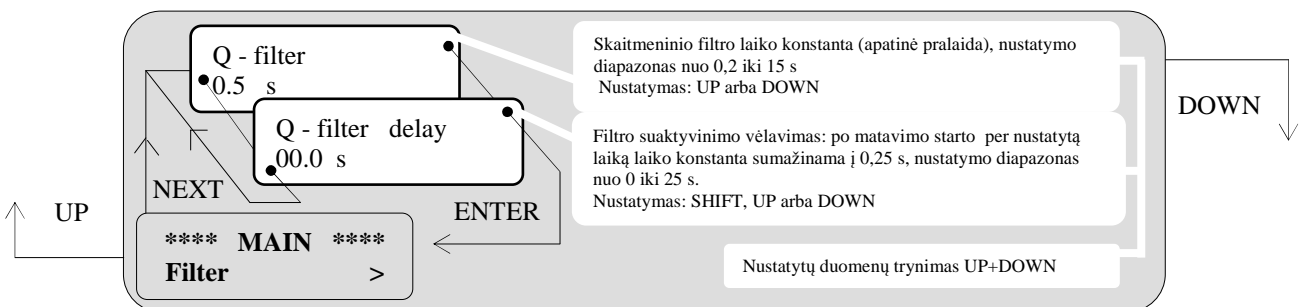 Q - filter
0.5 s
Q - filter delay
00.0 s
NEXT
UP
ENTER
**** MAIN ****
Filter >
Skaitmeninio filtro laiko konstanta (apatinė pralaida), nustatymo
diapazonas nuo 0,2 iki 15 s
Nustatymas: UP arba DOWN
Filtro suaktyvinimo vėlavimas: po matavimo starto per nustatytą
laiką laiko konstanta sumažinama į 0,25 s, nustatymo diapazonas
nuo 0 iki 25 s.
Nustatymas: SHIFT, UP arba DOWN
Nustatytų duomenų trynimas UP+DOWN
DOWN